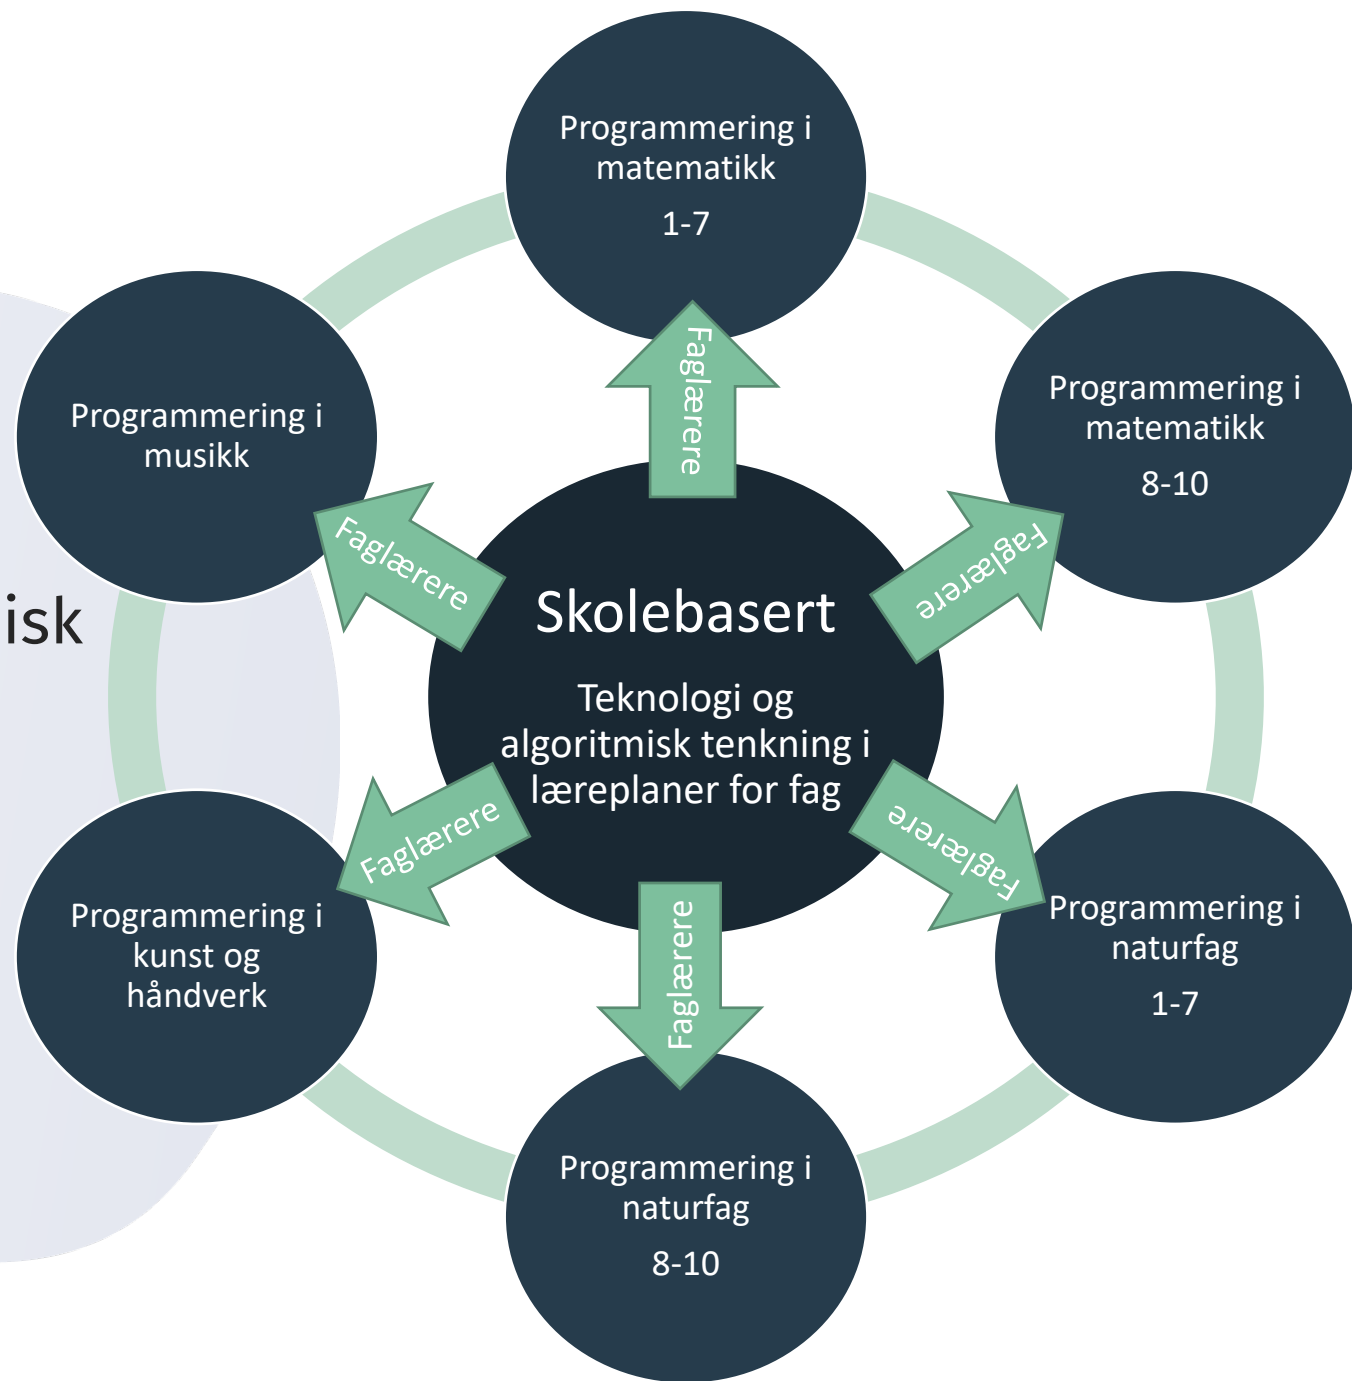 Programmering i
matematikk
1-7
Programmering i
matematikk
8-10
Programmering i
naturfag
1-7
Programmering i
naturfag
8-10
Programmering i
kunst og
håndverk
Programmering i
musikk
Skolebasert
Teknologi og
algoritmisk tenkning i
læreplaner for fag
Faglærere
Faglærere
Faglærere
Faglærere
Faglærere
Faglærere
isk